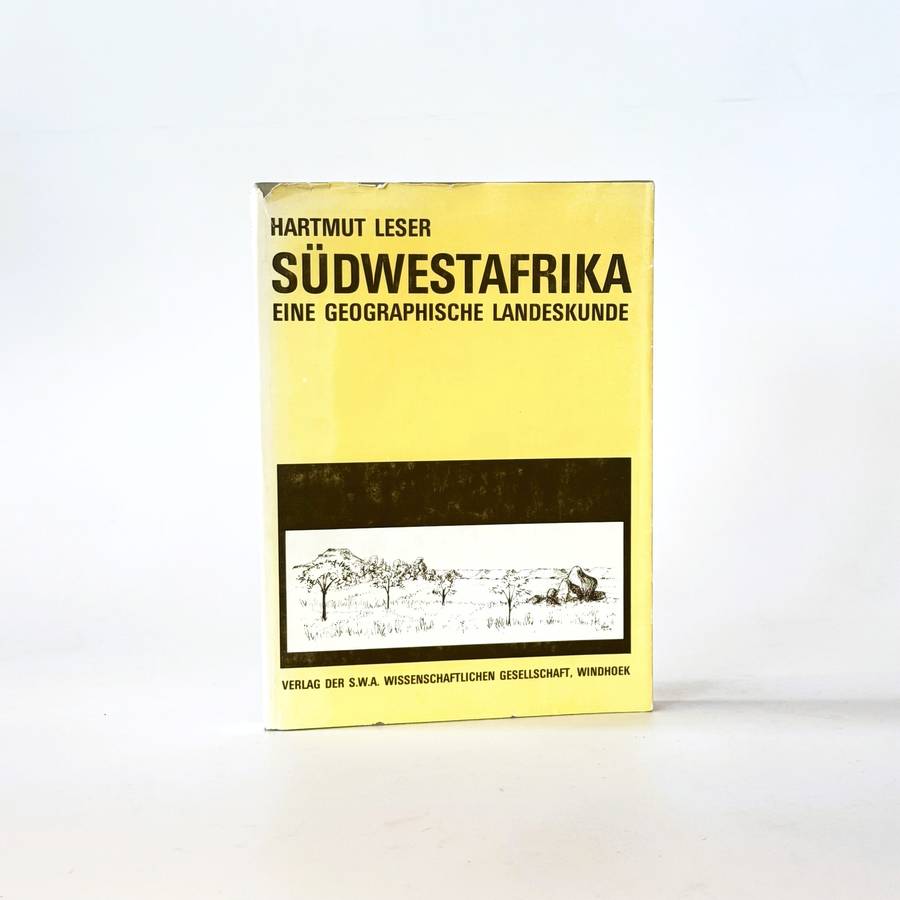 HARTMUT LESER
SÜDWESTAFRIKA
EINE GEOGRAPHISCHE LANDESKUNDE
VERLAG DER S.W.A. WISSENSCHAFTLICHEN GESELLSCHAFT, WINDHOEK